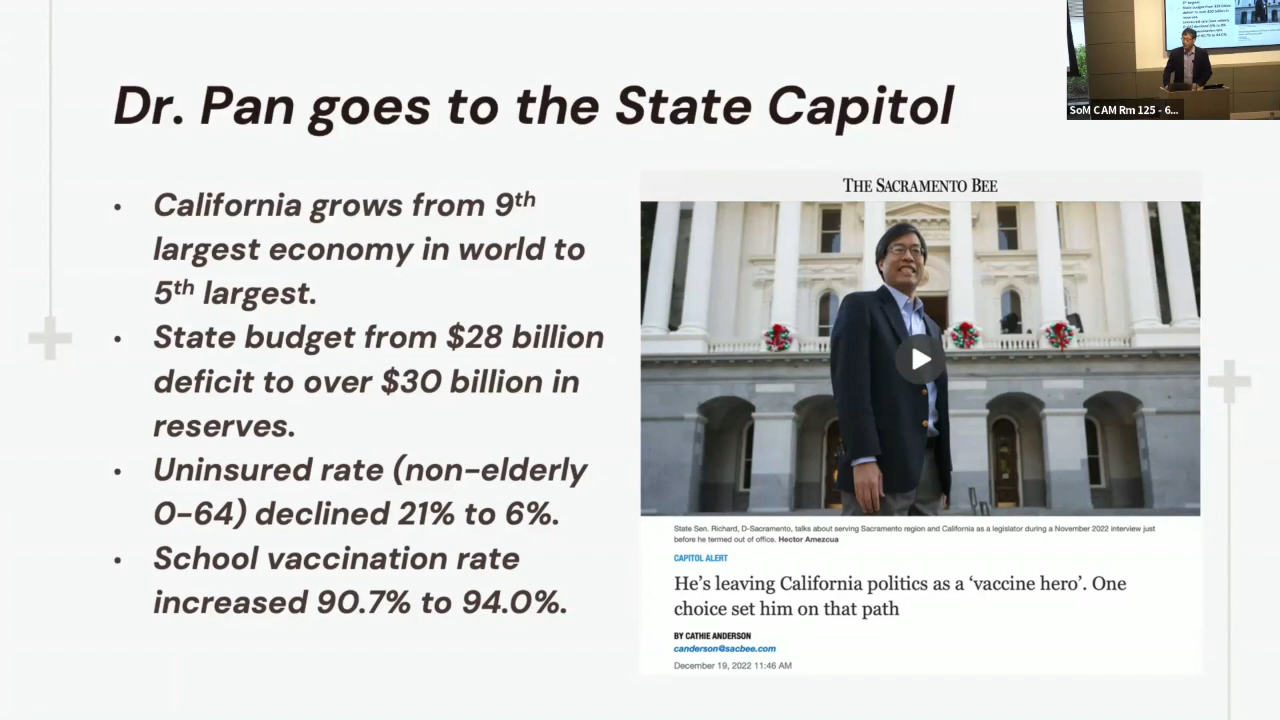 Dr. Pan goes to the State Capitol
SoM CAM Rm 125 - 6...
• California grows from 9th
largest economy in world to
5th largest.
• State budget from $28 billion
deficit to over $30 billion in
reserves.
• Uninsured rate (non-elderly
0-64) declined 21% to 6%.
• School vaccination rate
increased 90.7% to 94.0%.
THE SACRAMENTO BEE
State Sen. Richard, D-Sacramento, talks about serving Sacramento region and California as a legislator during a November 2022 interview just
before he termed out of office. Hector Amezcua
CAPITOL ALERT
He's leaving California politics as a ‘vaccine hero’. One
choice set him on that path
BY CATHIE ANDERSON
canderson@sacbee.com
December 19, 2022 11:46 AM